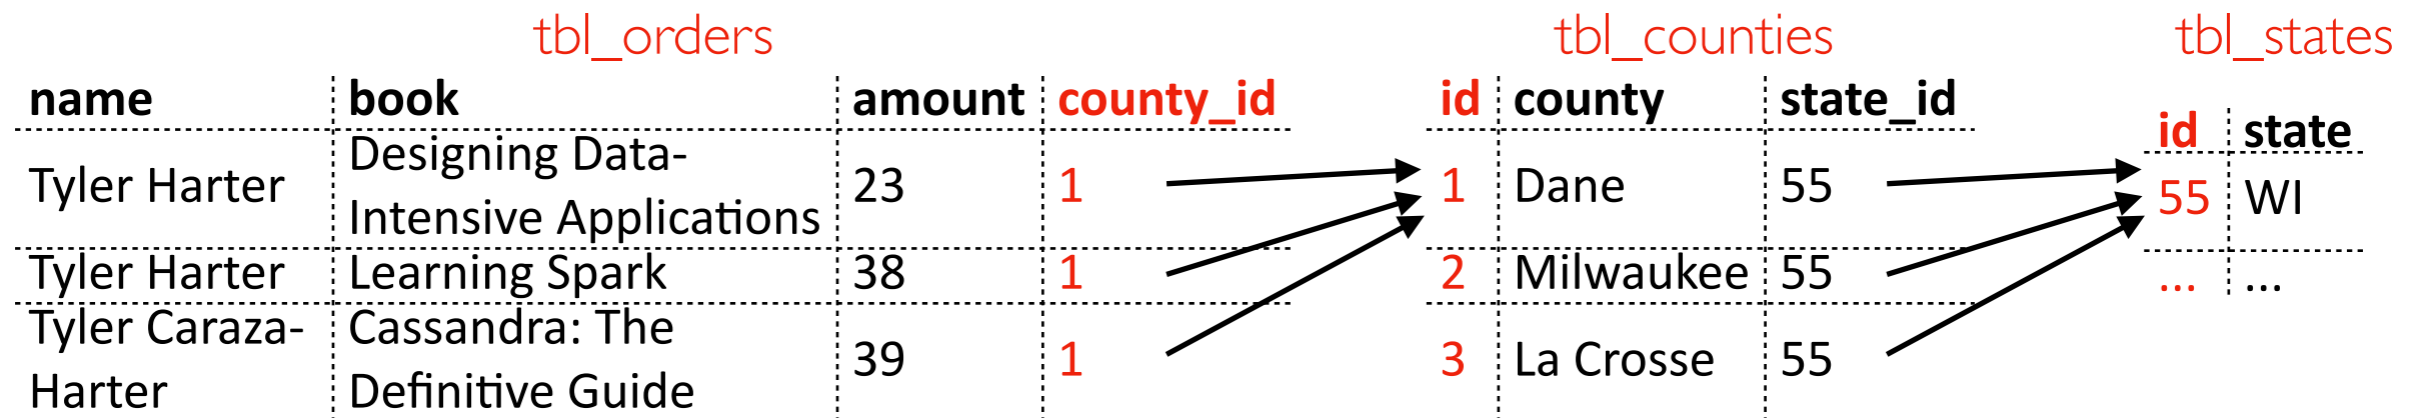 tbl_orders tbl_counties tbl_states
name book amount county_id id county state_id
id state
Designing Data-
Tyler Harter 23 1 1 Dane 55 55 WI
Intensive Applications
Tyler Harter Learning Spark 38 1 2 Milwaukee 55 ... ...
Tyler Caraza- Cassandra: The
39 1 3 La Crosse 55
Harter Definitive Guide